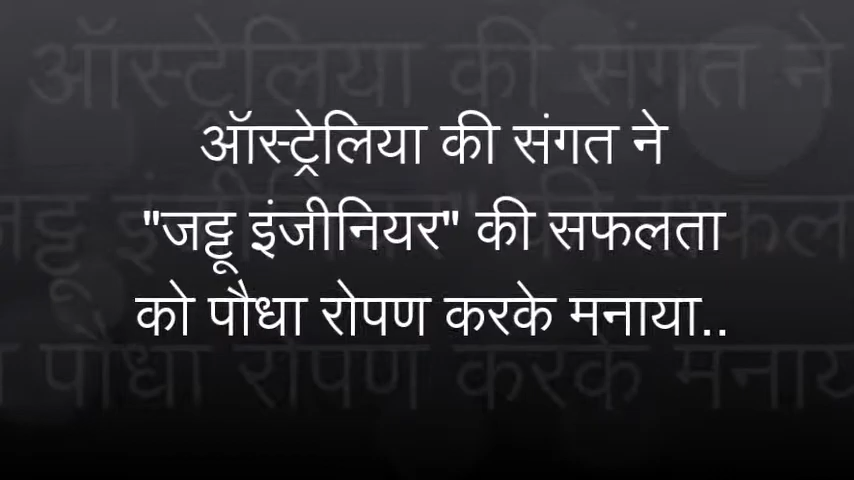 ऑस्ट्रेलिया की संगत ने
"जट्टू इंजीनियर" की सफलता
को पौधा रोपण करके मनाया..